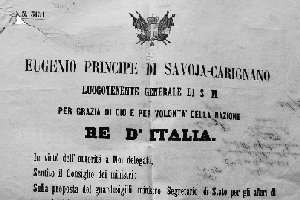 EUGENIO PRINCIPE DI SAVOJA-CARIGNANO
LUOGOTENENTE GENERALE DI S M
PER GRAZIA DI DIO E PER VOLONTA' DELLA NAZIONE
RE D'ITALIA.
In virtù dell'autorità a Noi delegata,
Sentito il Consiglio dei ministri;
Sulla proposta del guardasigilli ministro Segretario di Stato per gli affari di